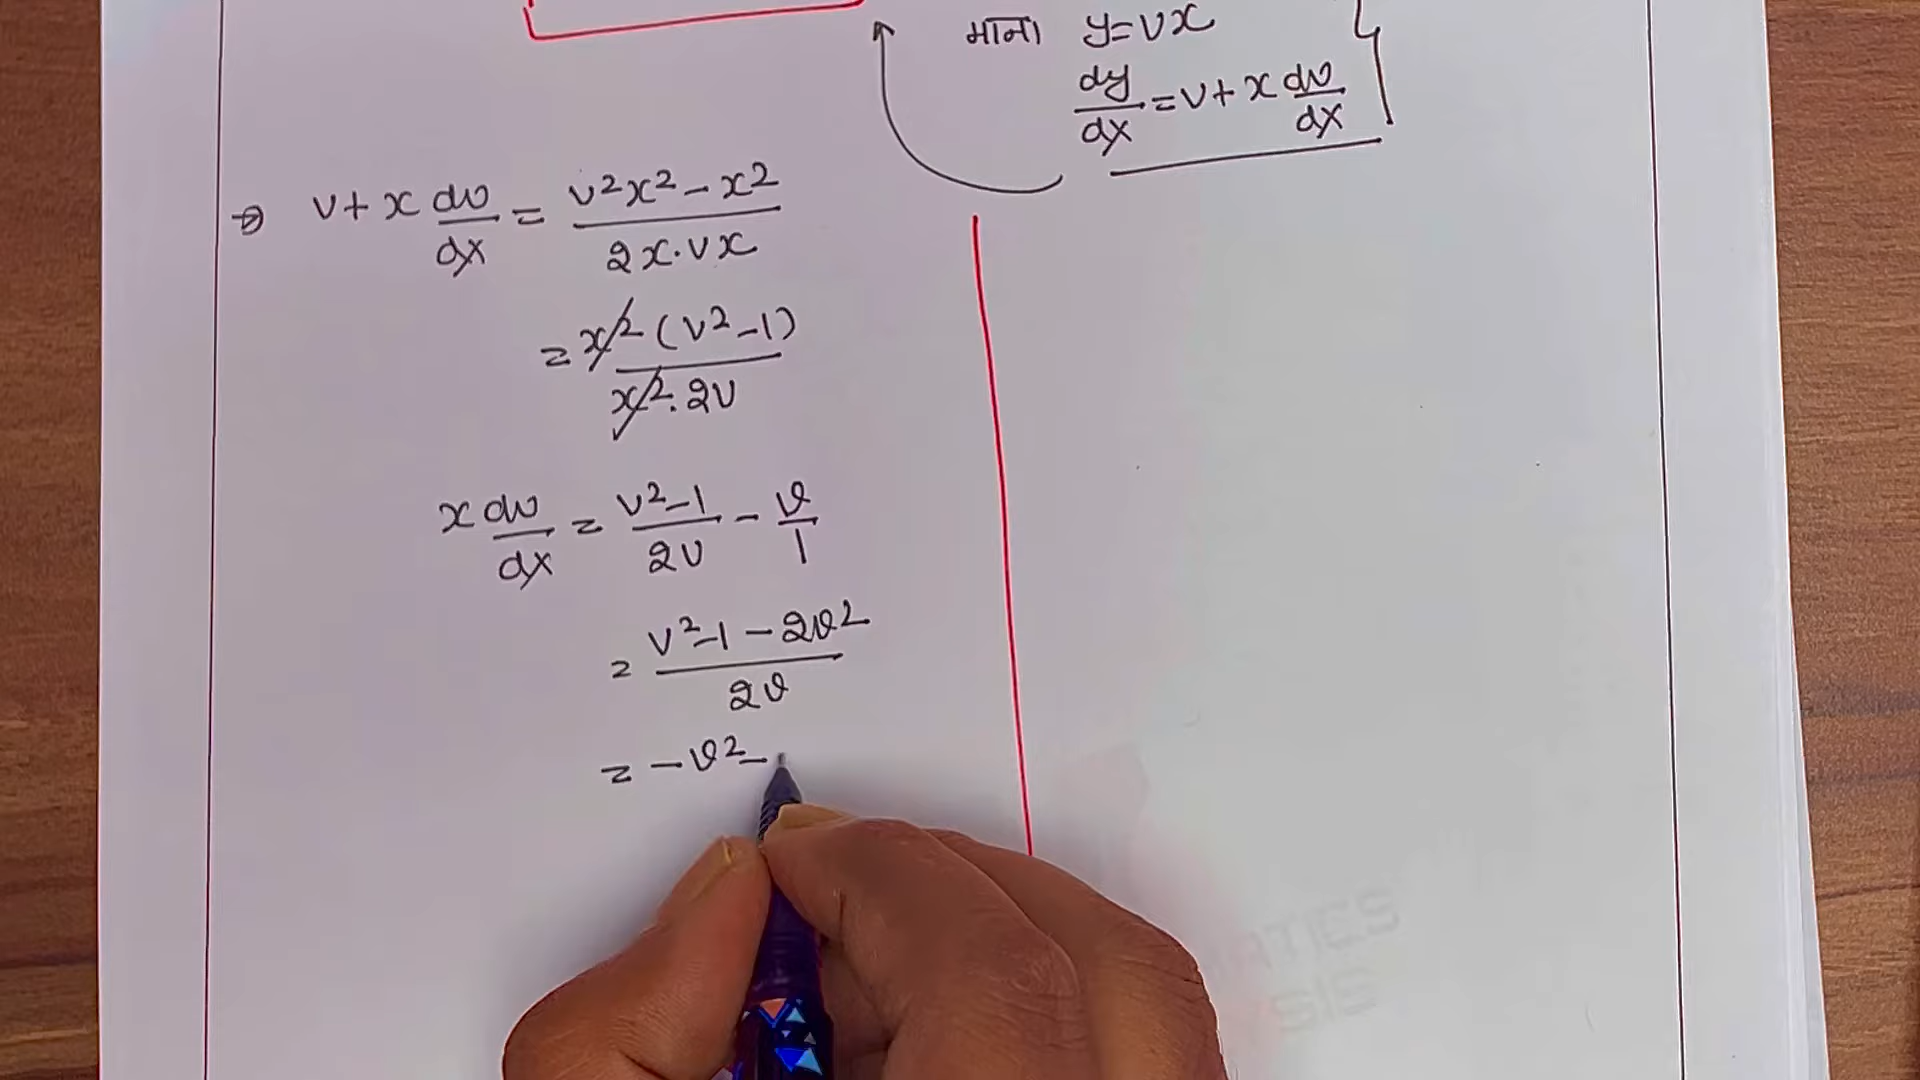 माना y=vx
dy/dx = v+x dv/dx
⇒ v+x dv/dx = v²x²-x² / 2x.vx
= x²(v²-1) / x².2v
x dv/dx = v²-1 / 2v - v/1
= v²-1-2v² / 2v
= -v²-